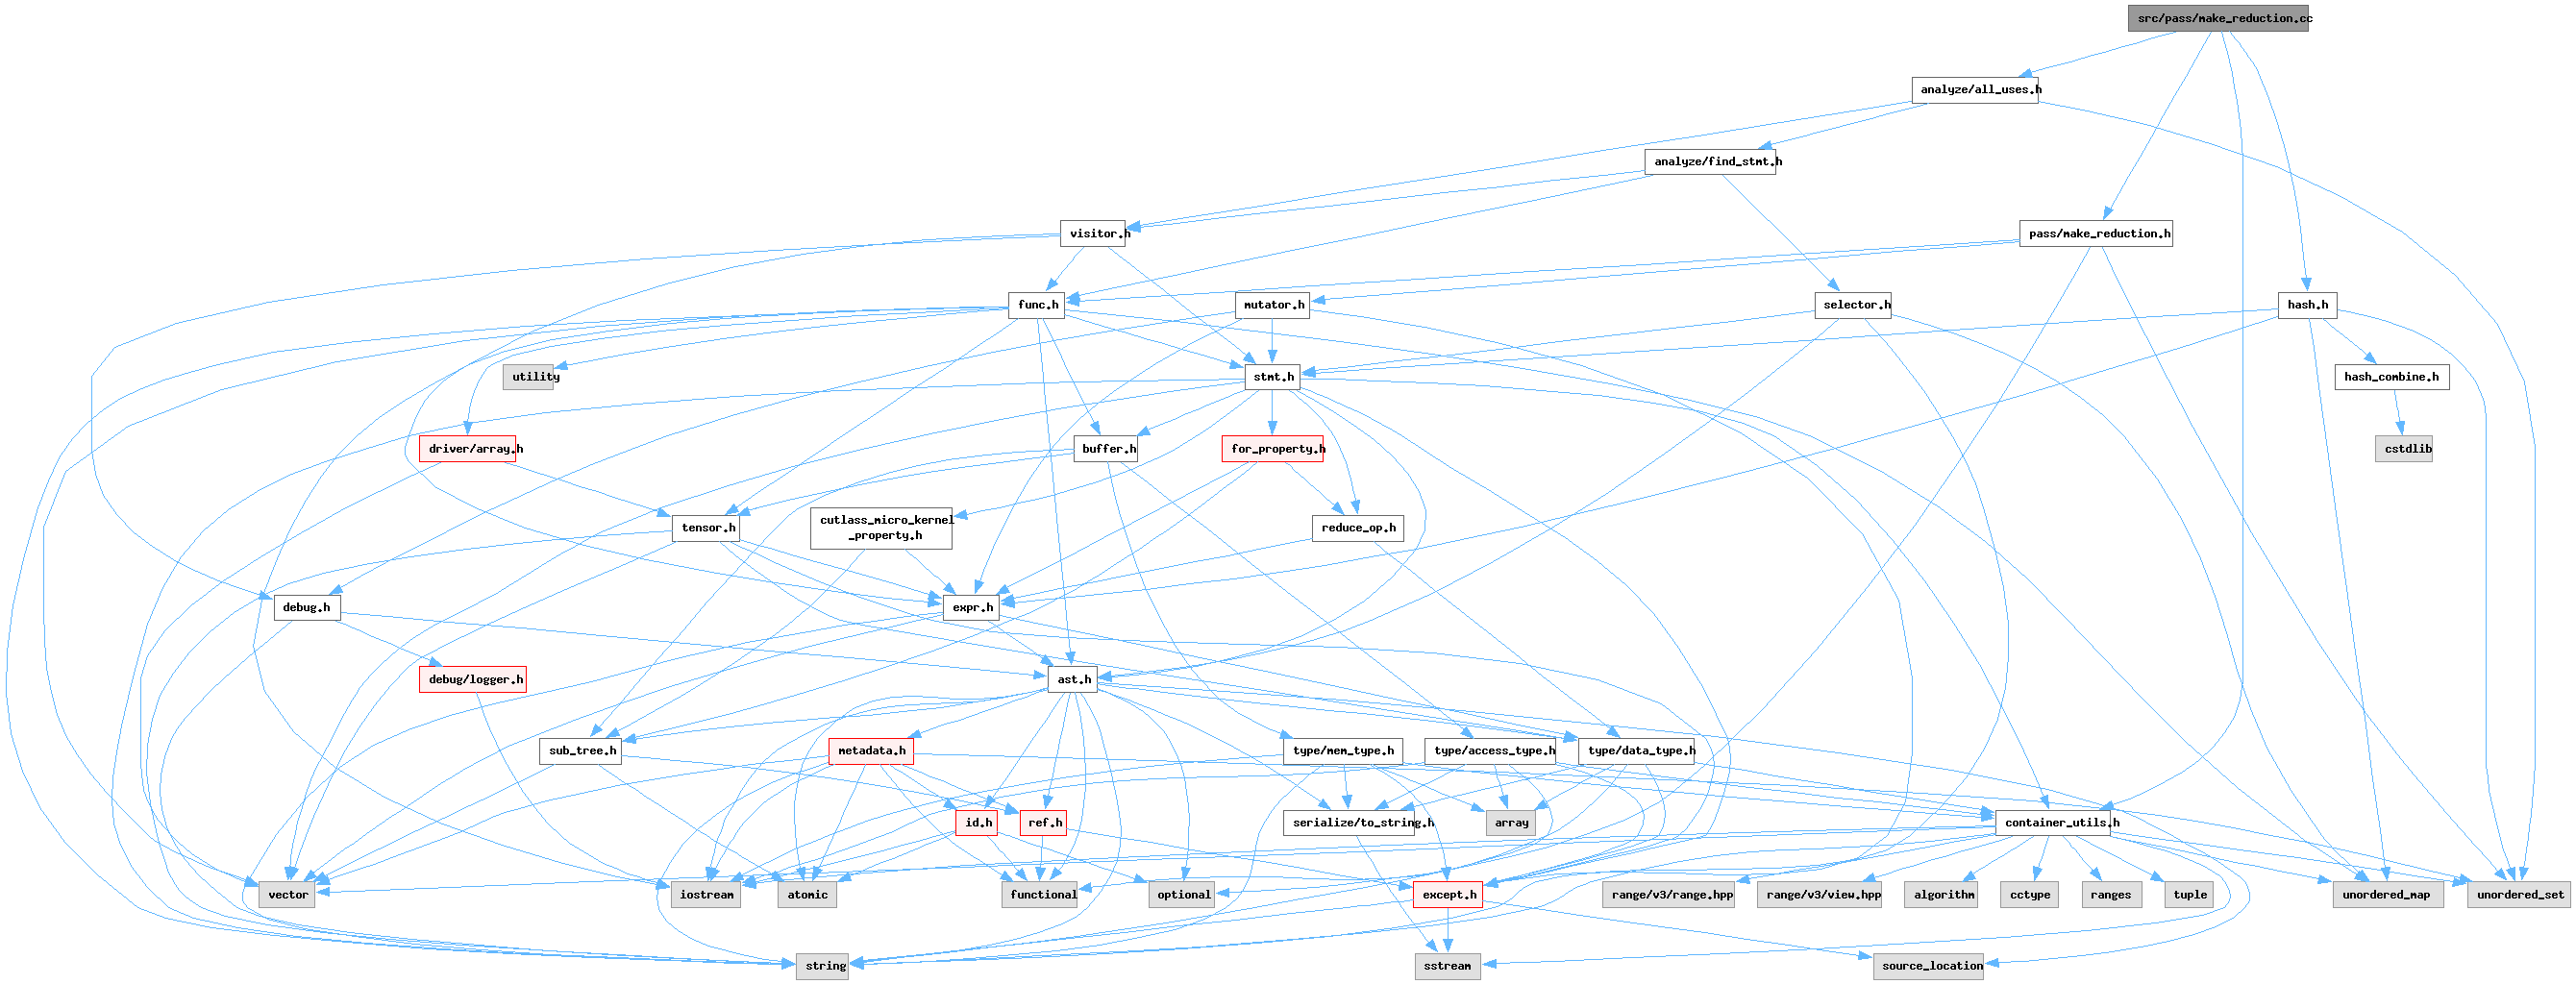 src/pass/make_reduction.cc
analyze/all_uses.h
analyze/find_stmt.h
visitor.h
pass/make_reduction.h
func.h
mutator.h
selector.h
hash.h
utility
stmt.h
hash_combine.h
driver/array.h
buffer.h
for_property.h
cstdlib
tensor.h
cutlass_micro_kernel
_property.h
reduce_op.h
debug.h
expr.h
debug/logger.h
ast.h
sub_tree.h
metadata.h
type/mem_type.h
type/access_type.h
type/data_type.h
id.h
ref.h
serialize/to_string.h
array
container_utils.h
vector
iostream
atomic
functional
optional
except.h
range/v3/range.hpp
range/v3/view.hpp
algorithm
cctype
ranges
tuple
unordered_map
unordered_set
string
sstream
source_location